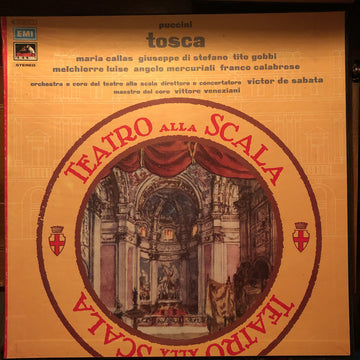 puccini
EMI
tosca
STEREO
maria callas giuseppe di stefano tito gobbi
melchiorre luise angelo mercuriali franco calabrese
orchestra e coro del teatro alla scala direttore e concertatore victor de sabata
maestro del coro vittore veneziani
TEATRO ALLA SCALA
TEATRO ALLA SCALA